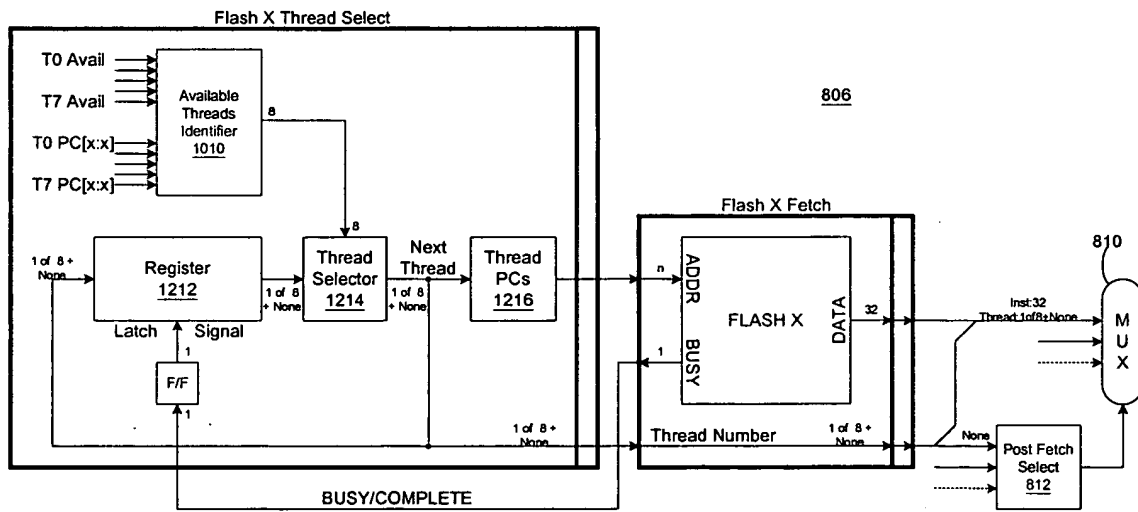 Flash X Thread Select
T0 Avail
T7 Avail
T0 PC[x:x]
T7 PC[x:x]
Available
Threads
Identifier
1010
8
806
1 of 8 +
None
Register
1212
Latch Signal
1 of 8
+ None
8
Thread
Selector
1214
Next
Thread
1 of 8
+ None
Thread
PCs
1216
1
F/F
1
1 of 8 +
None
BUSY/COMPLETE
Flash X Fetch
n
ADDR
BUSY
FLASH X
DATA
32
1
Thread Number
1 of 8 +
None
810
Inst:32
Thread:1of8+None
M
U
X
None
Post Fetch
Select
812